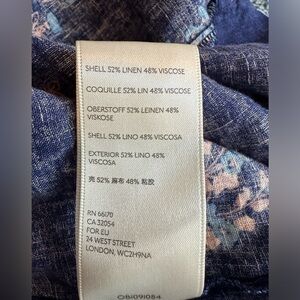 SHELL 52% LINEN 48% VISCOSE
COQUILLE 52% LIN 48% VISCOSE
OBERSTOFF 52% LEINEN 48%
VISKOSE
SHELL 52% LINO 48% VISCOSA
EXTERIOR 52% LINO 48%
VISCOSA
壳 52% 麻布 48% 粘胶
RN 66170
CA 32054
FOR EU
24 WEST STREET
LONDON, WC2H9NA